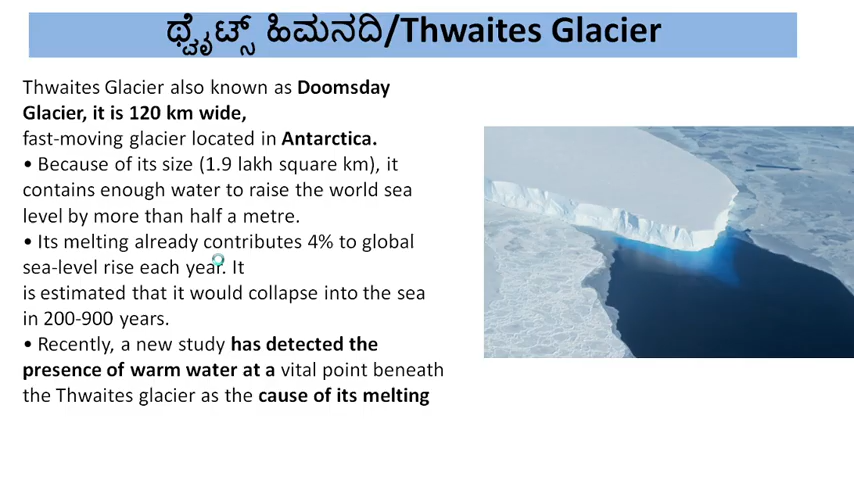 ಥ್ವೈಟ್ಸ್ ಹಿಮನದಿ/Thwaites Glacier
Thwaites Glacier also known as Doomsday
Glacier, it is 120 km wide,
fast-moving glacier located in Antarctica.
• Because of its size (1.9 lakh square km), it
contains enough water to raise the world sea
level by more than half a metre.
• Its melting already contributes 4% to global
sea-level rise each year. It
is estimated that it would collapse into the sea
in 200-900 years.
• Recently, a new study has detected the
presence of warm water at a vital point beneath
the Thwaites glacier as the cause of its melting